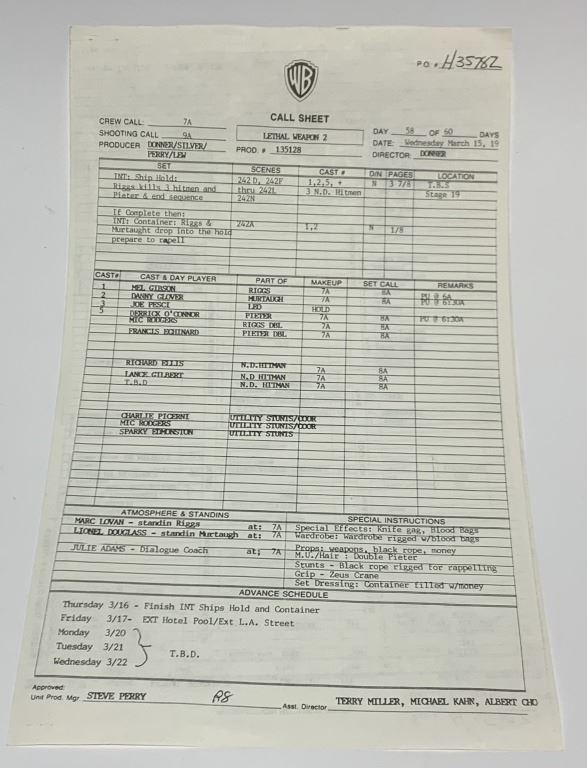 P O # H35782
WB
CALL SHEET
CREW CALL 7A
SHOOTING CALL 9A
PRODUCER DONNER/SILVER/
PERRY/LEW
LETHAL WEAPON 2
PROD. # 135128
DAY 58 OF 60 DAYS
DATE: Wednesday March 15, 19
DIRECTOR: DONNER
SET SCENES CAST # D/N PAGES LOCATION
INT: Ship Hold: 242D, 242F 1,2,5, + N 3 7/8 T.B.S
Riggs kills 3 hitmen and thru 242L 3 N.D. Hitmen Stage 19
Pieter & end sequence 242N
If Complete then:
INT: Container: Riggs & 242A 1,2 N 1/8
Murtaught drop into the hold
prepare to rapell
CAST# CAST & DAY PLAYER PART OF MAKEUP SET CALL REMARKS
1 MEL GIBSON RIGGS 7A 8A PU @ 6A
2 DANNY GLOVER MURTAUGH 7A 8A PU @ 6:30A
3 JOE PESCI LEO HOLD
5 DERRICK O'CONNOR PIETER 7A 8A PU @ 6:30A
MIC RODGERS RIGGS DBL 7A 8A
FRANCIS ECHINARD PIETER DBL 7A 8A
RICHARD ELLIS N.D.HITMAN 7A 8A
LANCE GILBERT N.D HITMAN 7A 8A
T.B.D N.D. HITMAN 7A 8A
CHARLIE PICERNI UTILITY STUNTS/COOR
MIC RODGERS UTILITY STUNTS/COOR
SPARKY EDMONSTON UTILITY STUNTS
ATMOSPHERE & STANDINS SPECIAL INSTRUCTIONS
MARC LOVAN - standin Riggs at: 7A Special Effects: Knife gag, Blood Bags
LIONEL DOUGLASS - standin Murtaugh at: 7A Wardrobe: Wardrobe rigged w/blood bags
JULIE ADAMS - Dialogue Coach at; 7A Props: weapons, black rope, money
M.U./Hair : Double Pieter
Stunts - Black rope rigged for rappelling
Grip - Zeus Crane
Set Dressing: Container filled w/money
ADVANCE SCHEDULE
Thursday 3/16 - Finish INT Ships Hold and Container
Friday 3/17- EXT Hotel Pool/Ext L.A. Street
Monday 3/20
Tuesday 3/21 T.B.D.
Wednesday 3/22
Approved:
Unit Prod. Mgr STEVE PERRY Asst. Director TERRY MILLER, MICHAEL KAHN, ALBERT CHO